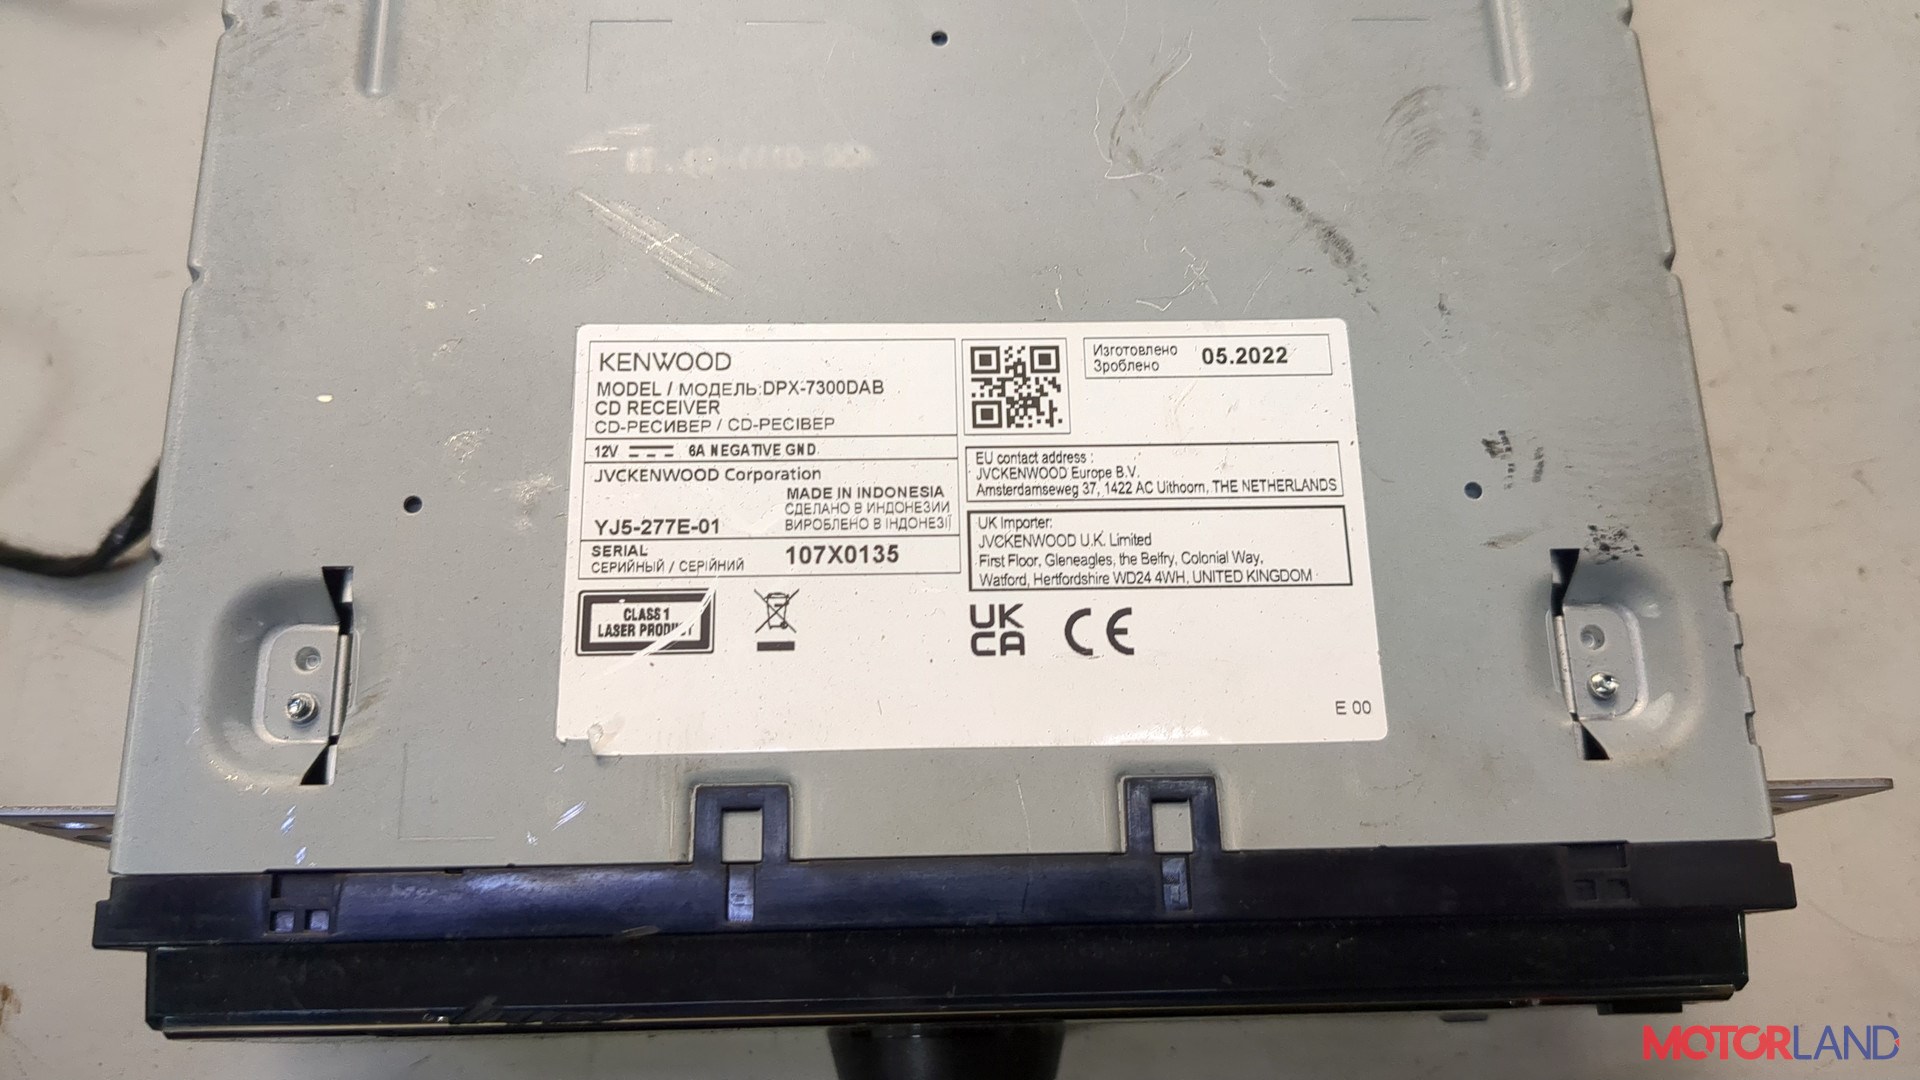 KENWOOD
MODEL / МОДЕЛЬ:DPX-7300DAB
CD RECEIVER
CD-РЕСИВЕР / CD-РЕСІВЕР
12V 6A NEGATIVE GND
JVCKENWOOD Corporation
MADE IN INDONESIA
СДЕЛАНО В ИНДОНЕЗИИ
ВИРОБЛЕНО В ІНДОНЕЗІЇ
YJ5-277E-01
SERIAL
СЕРИЙНЫЙ / СЕРІЙНИЙ
107X0135
CLASS 1
LASER PRODUCT
Изготовлено
Зроблено
05.2022
EU contact address :
JVCKENWOOD Europe B.V.
Amsterdamseweg 37, 1422 AC Uithoorn, THE NETHERLANDS
UK Importer:
JVCKENWOOD U.K. Limited
First Floor, Gleneagles, the Belfry, Colonial Way,
Watford, Hertfordshire WD24 4WH, UNITED KINGDOM
UK
CA
CE
E 00
MOTORLAND